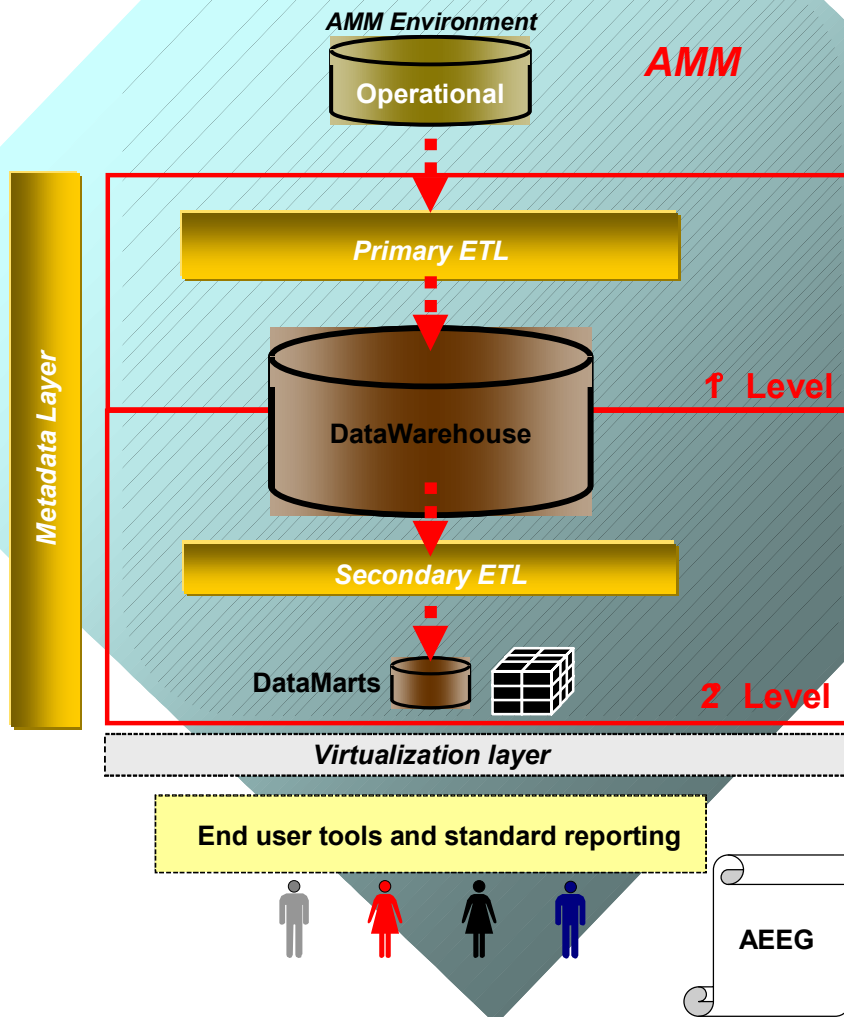 AMM Environment
AMM
Operational
Primary ETL
Metadata Layer
1° Level
DataWarehouse
Secondary ETL
DataMarts
2° Level
Virtualization layer
End user tools and standard reporting
AEEG